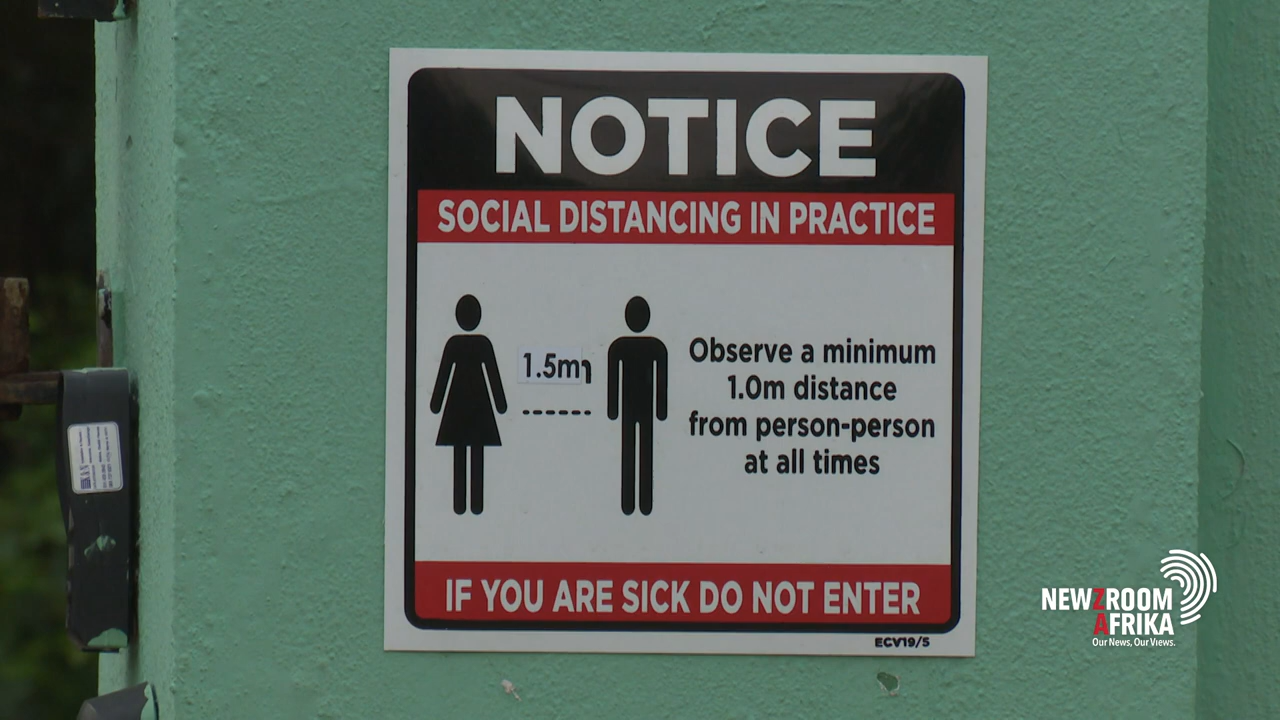 NOTICE
SOCIAL DISTANCING IN PRACTICE
1.5m
Observe a minimum
1.0m distance
from person-person
at all times
IF YOU ARE SICK DO NOT ENTER
ECV19/5
NEWZROOM
AFRIKA
Our News, Our Views.